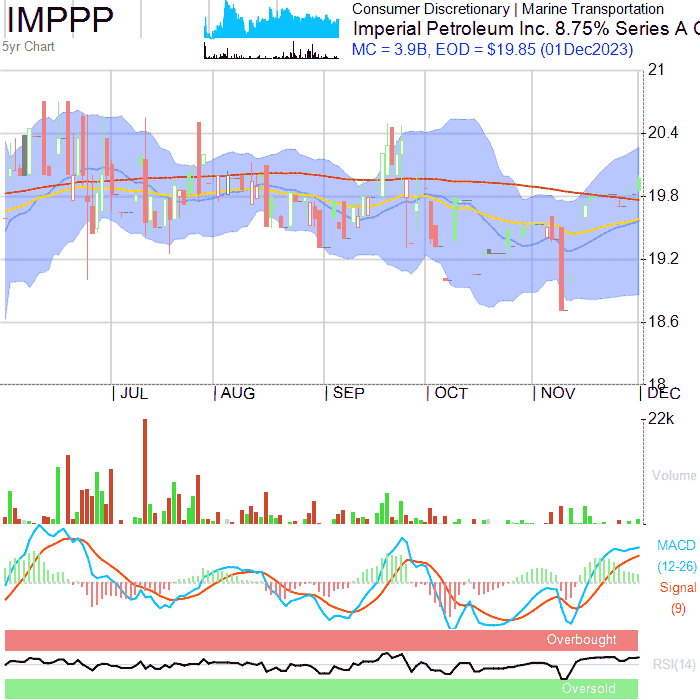 IMPPP
5yr Chart
Consumer Discretionary | Marine Transportation
Imperial Petroleum Inc. 8.75% Series A C
MC = 3.9B, EOD = $19.85 (01Dec2023)
21
20.4
19.8
19.2
18.6
18
JUL AUG SEP OCT NOV DEC
22k
Volume
MACD
(12-26)
Signal
(9)
Overbought
RSI(14)
Oversold